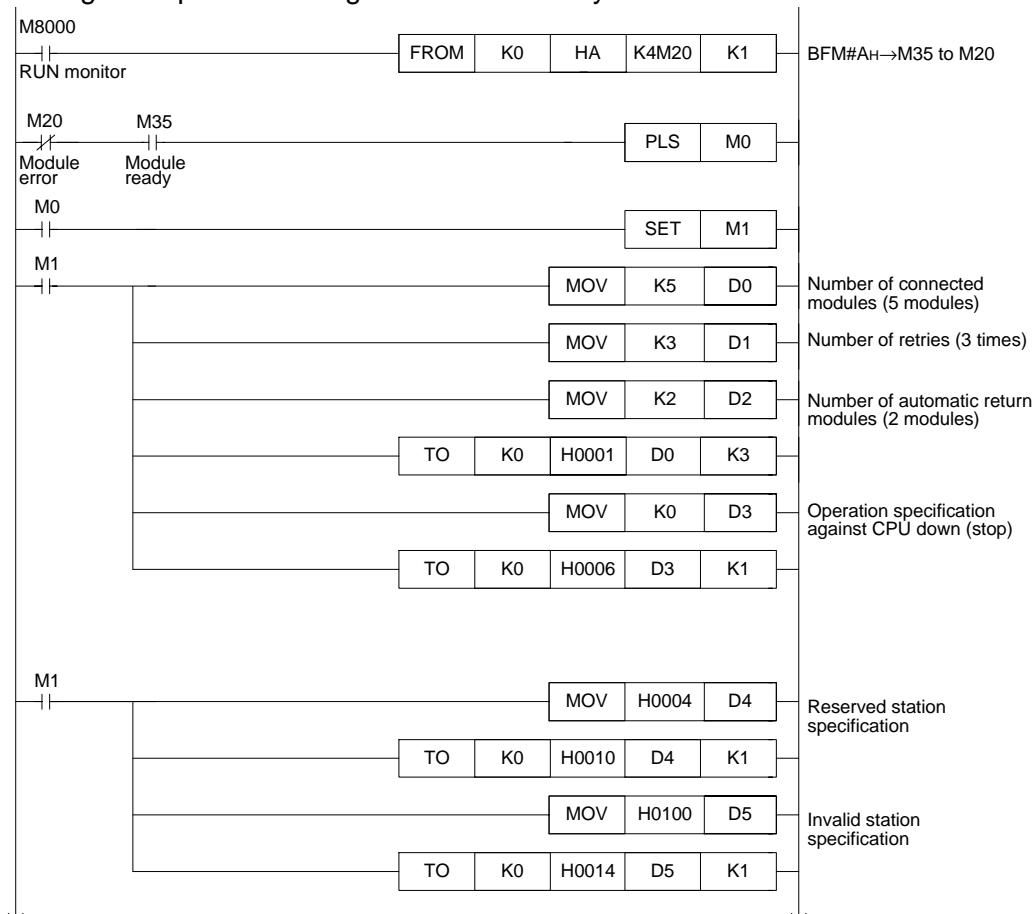 M8000
FROM K0 HA K4M20 K1
BFM#AH→M35 to M20
RUN monitor
M20 M35
PLS M0
Module error
Module ready
M0
SET M1
M1
MOV K5 D0
Number of connected
modules (5 modules)
MOV K3 D1
Number of retries (3 times)
MOV K2 D2
Number of automatic return
modules (2 modules)
TO K0 H0001 D0 K3
MOV K0 D3
Operation specification
against CPU down (stop)
TO K0 H0006 D3 K1
M1
MOV H0004 D4
Reserved station
specification
TO K0 H0010 D4 K1
MOV H0100 D5
Invalid station
specification
TO K0 H0014 D5 K1